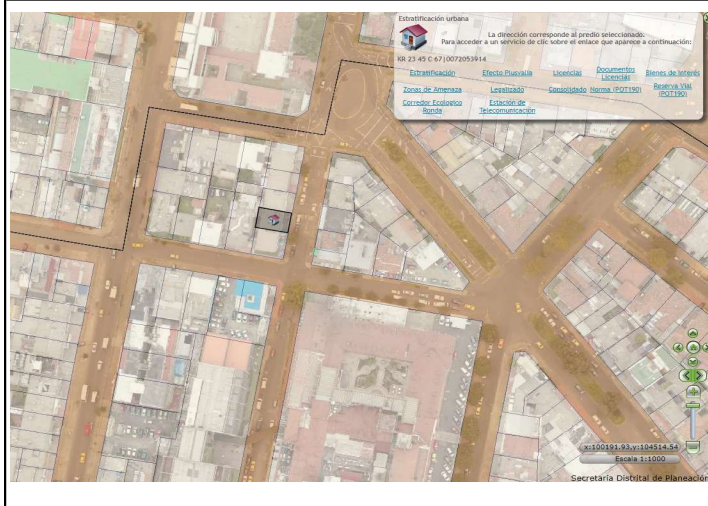 Estratificación urbana
La dirección corresponde al predio seleccionado.
Para acceder a un servicio de clic sobre el enlace que aparece a continuación:
KR 23 45 C 67|0072053914
Estratificación Efecto Plusvalía Licencias Documentos Licencias Bienes de Interés
Zonas de Amenaza Legalizado Consolidado Norma (POT190) Reserva Vial (POT190)
Corredor Ecologico Ronda Estación de Telecomunicación
x:100191.93,y:104514.54
Escala 1:1000
Secretaría Distrital de Planeación